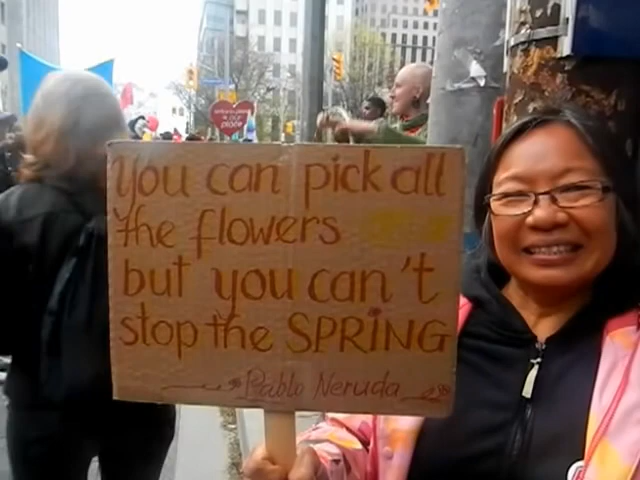 You can pick all
the flowers
but you can't
stop the SPRING
Pablo Neruda